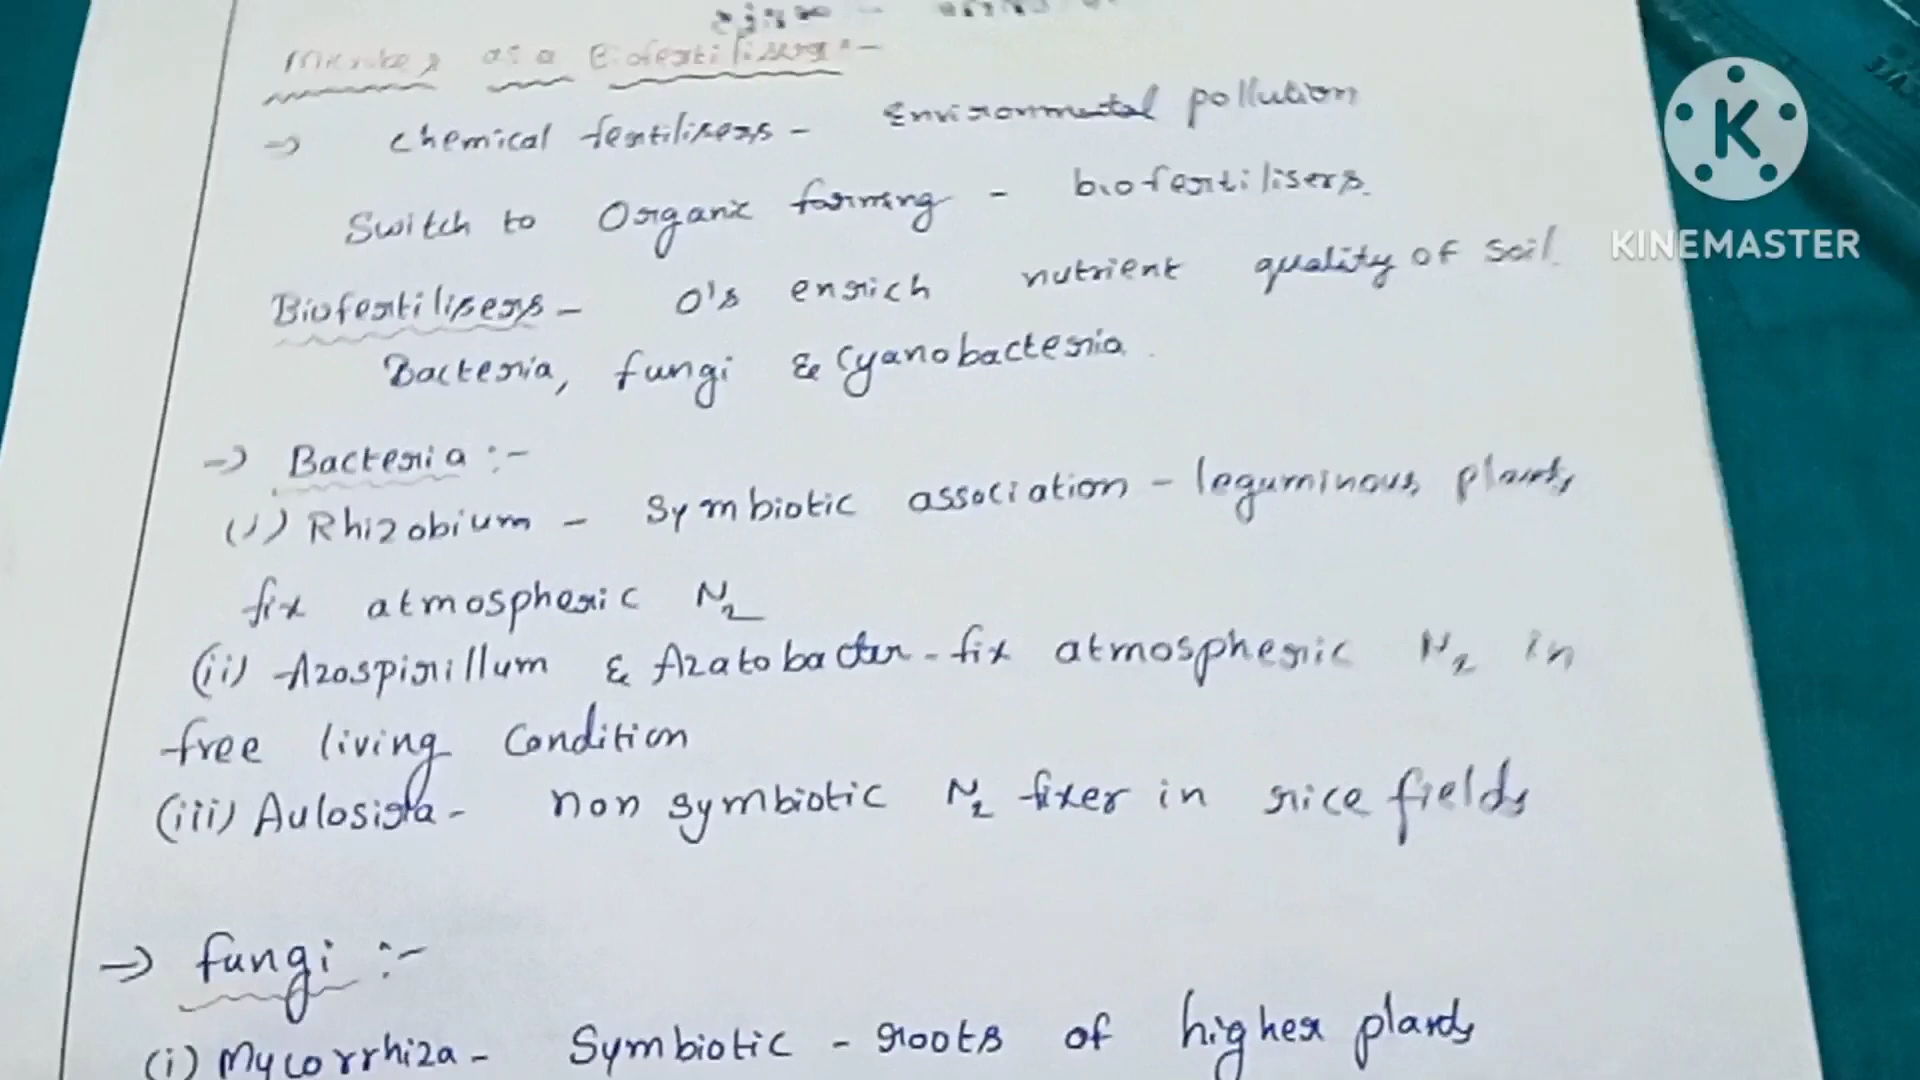 Microbes as a Biofertilisers :-
→ Chemical fertilisers - Environmental pollution
Switch to Organic farming - biofertilisers.
Biofertilisers - O's enrich nutrient quality of soil.
Bacteria, fungi & Cyanobacteria.
→ Bacteria :-
(i) Rhizobium - Symbiotic association - leguminous plants
fix atmospheric N2
(ii) Azospirillum & Azatobacter - fix atmospheric N2 in
free living Condition
(iii) Aulosira - non symbiotic N2 fixer in rice fields
→ fungi :-
(i) Mycorrhiza - Symbiotic - roots of higher plants
K
KINEMASTER